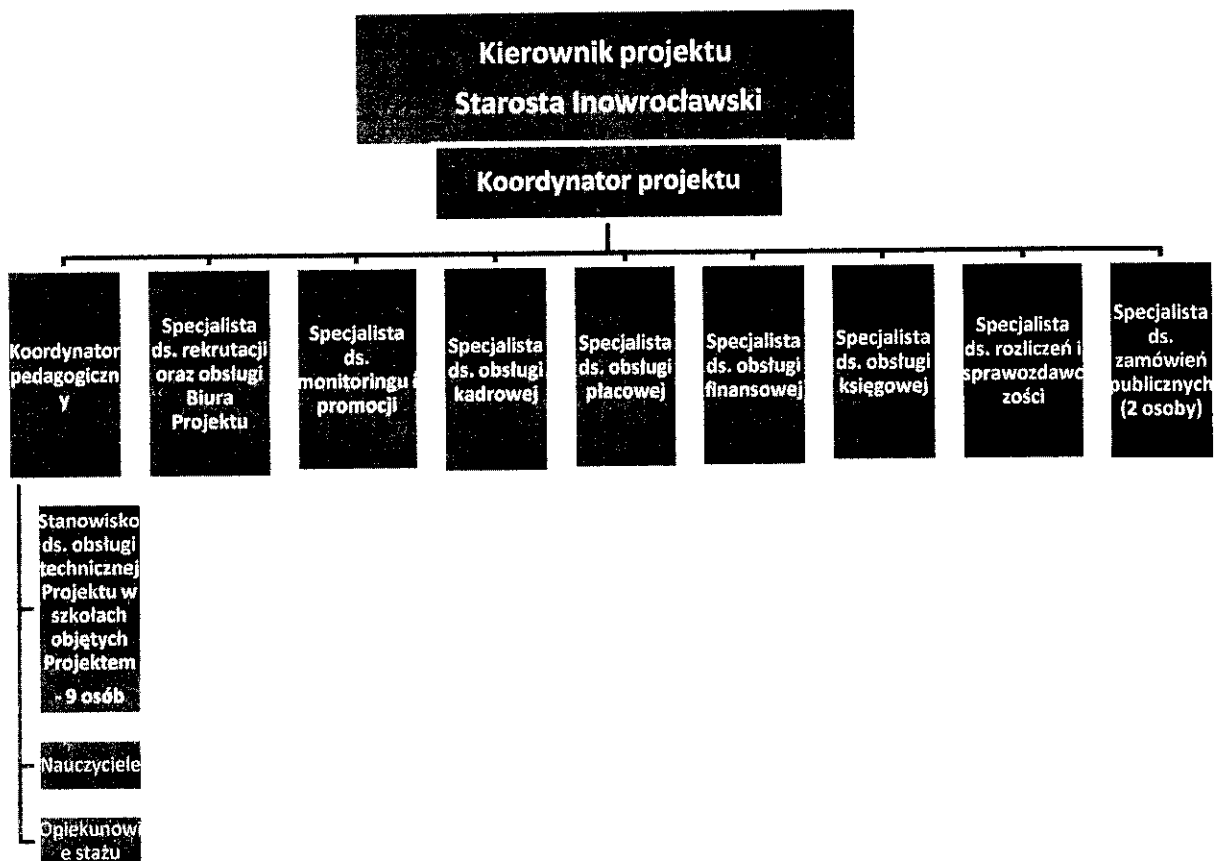 Kierownik projektu
Starosta Inowrocławski
Koordynator projektu
Koordynator
pedagogiczn
y
Specjalista
ds. rekrutacji
oraz obsługi
Biura
Projektu
Specjalista
ds.
monitoringu i
promocji
Specjalista
ds. obsługi
kadrowej
Specjalista
ds. obsługi
płacowej
Specjalista
ds. obsługi
finansowej
Specjalista
ds. obsługi
księgowej
Specjalista
ds. rozliczeń i
sprawozdawc
zości
Specjalista
ds.
zamówień
publicznych
(2 osoby)
Stanowisko
ds. obsługi
technicznej
Projektu w
szkołach
objętych
Projektem
- 9 osób
Nauczyciele
Opiekunowi
e stażu